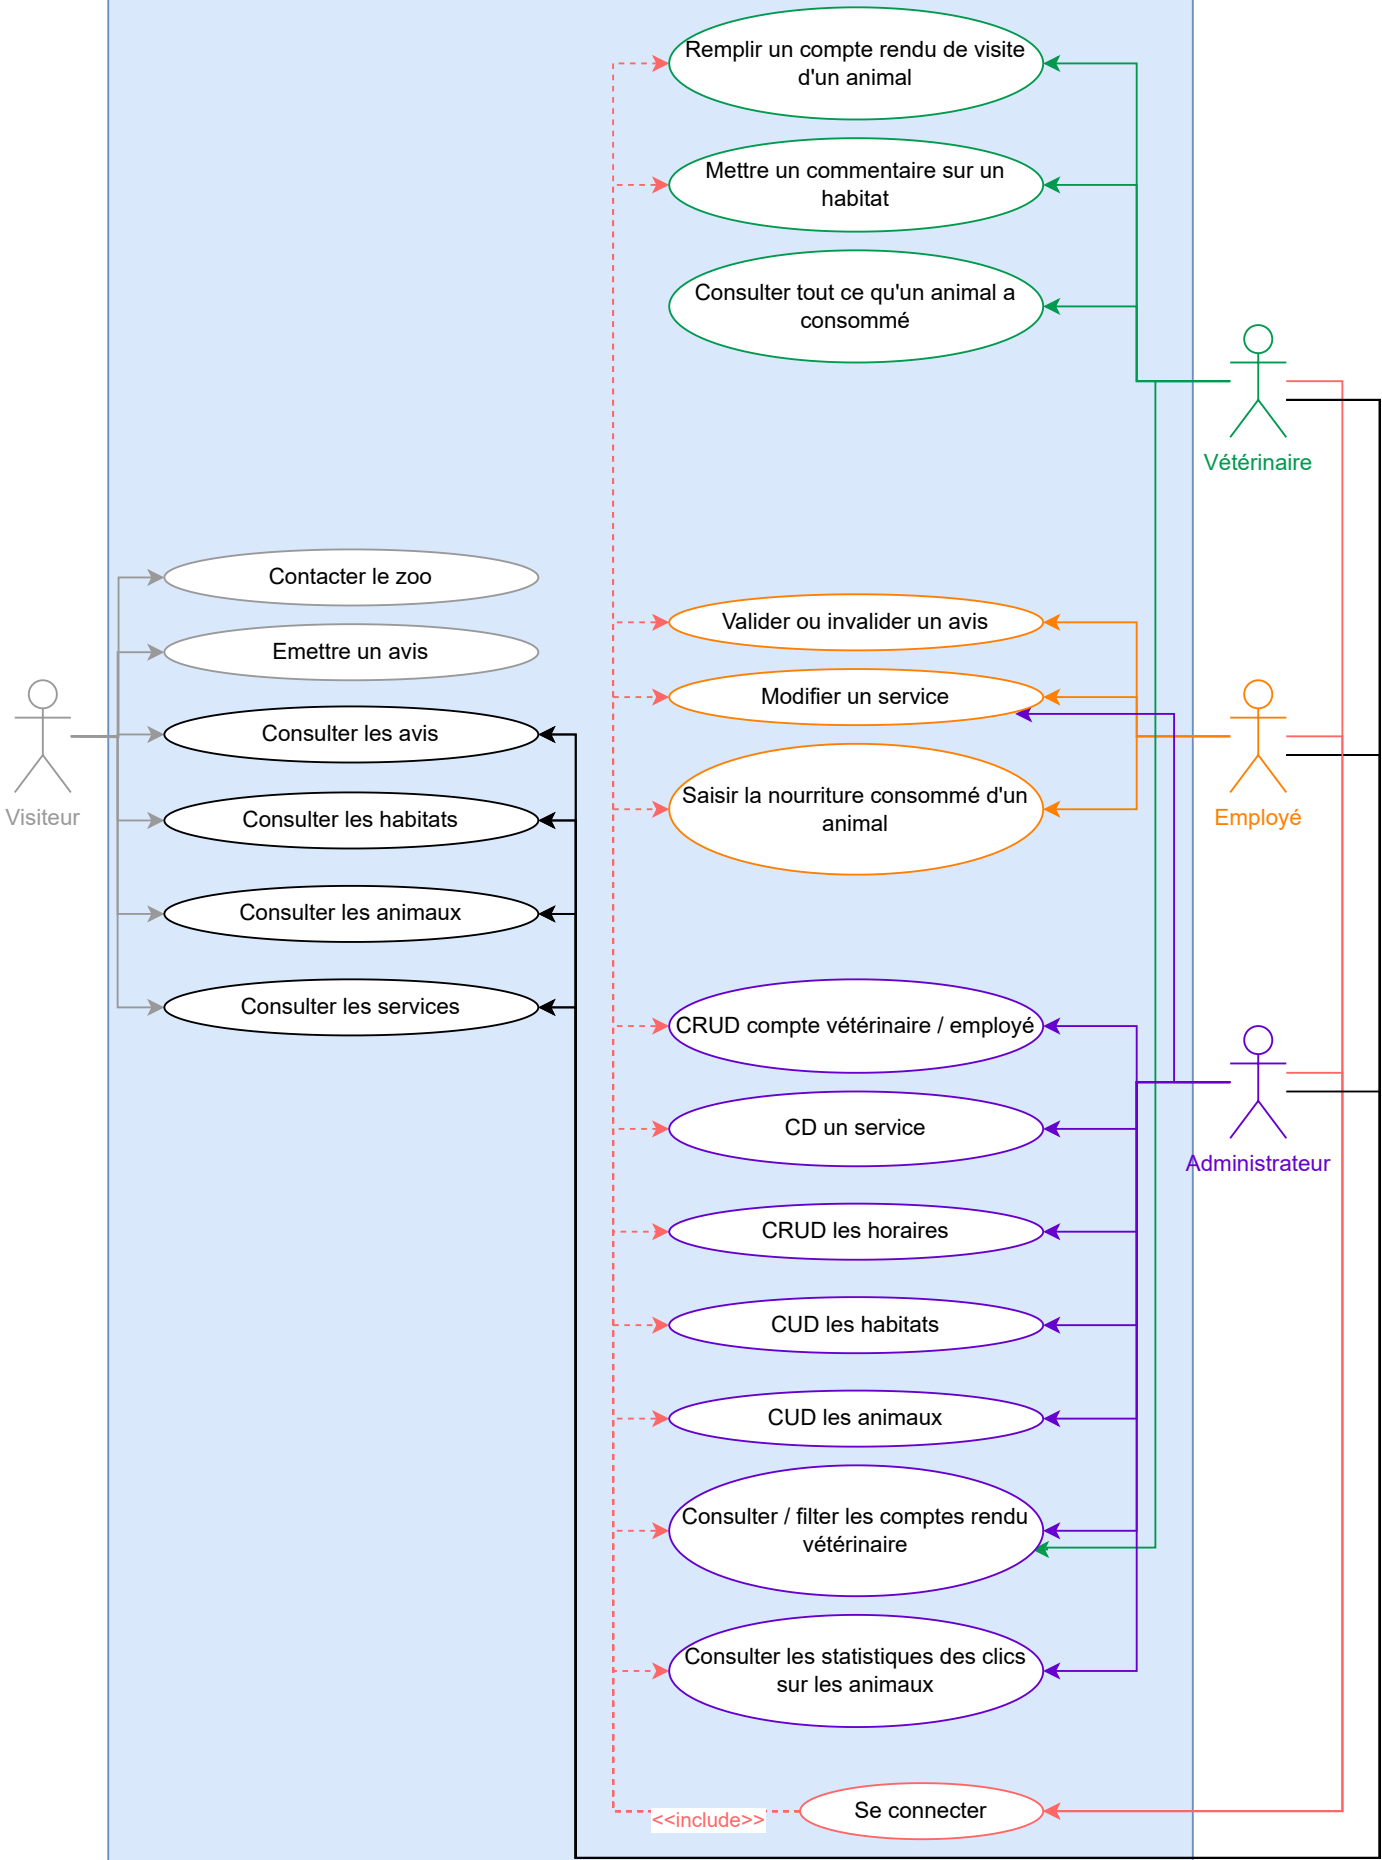 Remplir un compte rendu de visite
d'un animal
Mettre un commentaire sur un
habitat
Consulter tout ce qu'un animal a
consommé
Vétérinaire
Contacter le zoo
Emettre un avis
Consulter les avis
Consulter les habitats
Consulter les animaux
Consulter les services
Visiteur
Valider ou invalider un avis
Modifier un service
Saisir la nourriture consommé d'un
animal
Employé
CRUD compte vétérinaire / employé
CD un service
CRUD les horaires
CUD les habitats
CUD les animaux
Consulter / filter les comptes rendu
vétérinaire
Consulter les statistiques des clics
sur les animaux
Administrateur
Se connecter
<<include>>